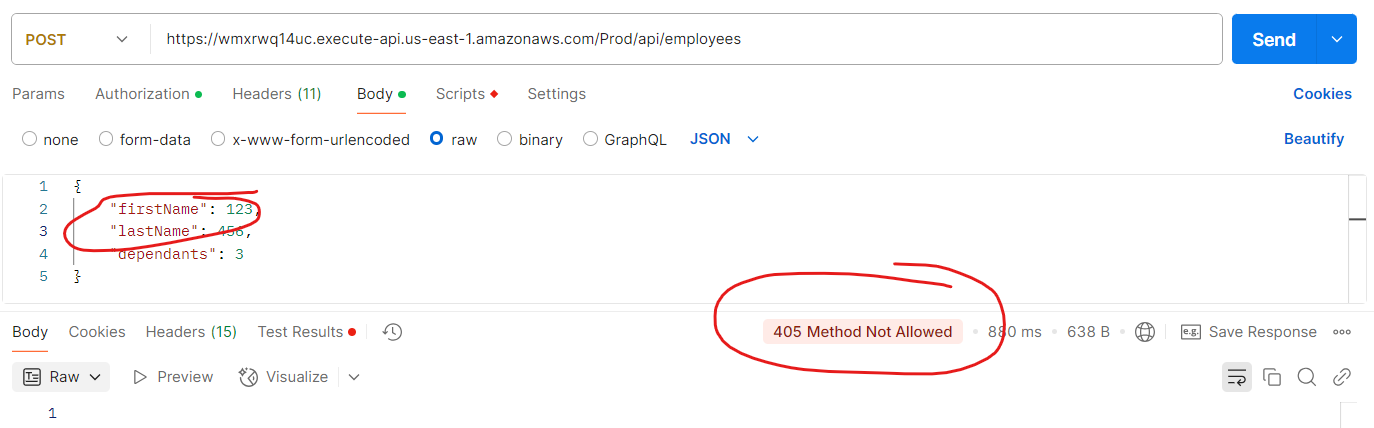 POST https://wmxrwq14uc.execute-api.us-east-1.amazonaws.com/Prod/api/employees Send
Params Authorization Headers (11) Body Scripts Settings Cookies
none form-data x-www-form-urlencoded raw binary GraphQL JSON Beautify
1 {
2 "firstName": 123,
3 "lastName": 456,
4 "dependants": 3
5 }
Body Cookies Headers (15) Test Results 405 Method Not Allowed 880 ms 638 B e.g. Save Response
Raw Preview Visualize
1